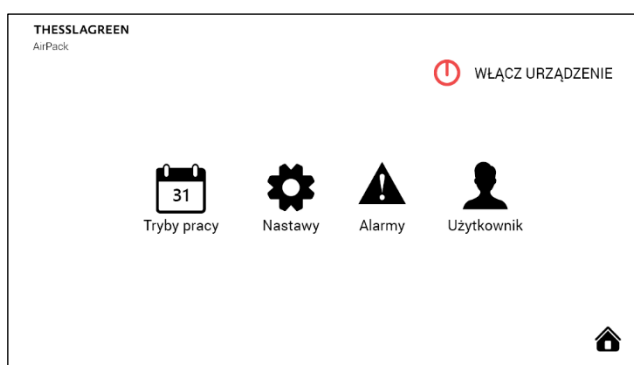 THESSLAGREEN
AirPack
WŁĄCZ URZĄDZENIE
31
Tryby pracy
Nastawy
Alarmy
Użytkownik